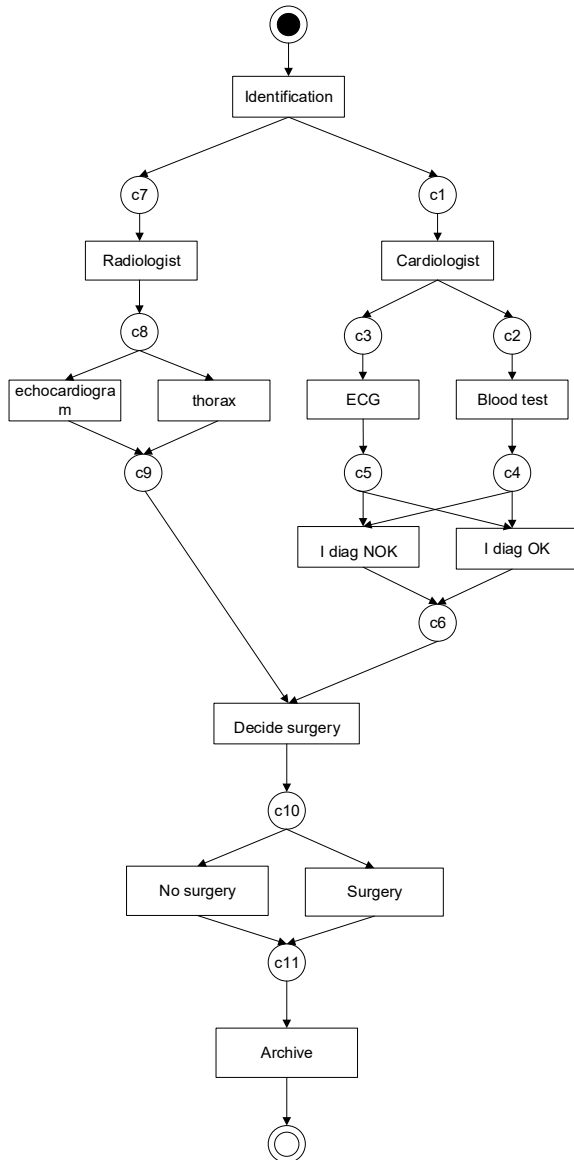 Identification
c7
c1
Radiologist
Cardiologist
c8
c3
c2
echocardiogra
m
thorax
ECG
Blood test
c9
c5
c4
I diag NOK
I diag OK
c6
Decide surgery
c10
No surgery
Surgery
c11
Archive